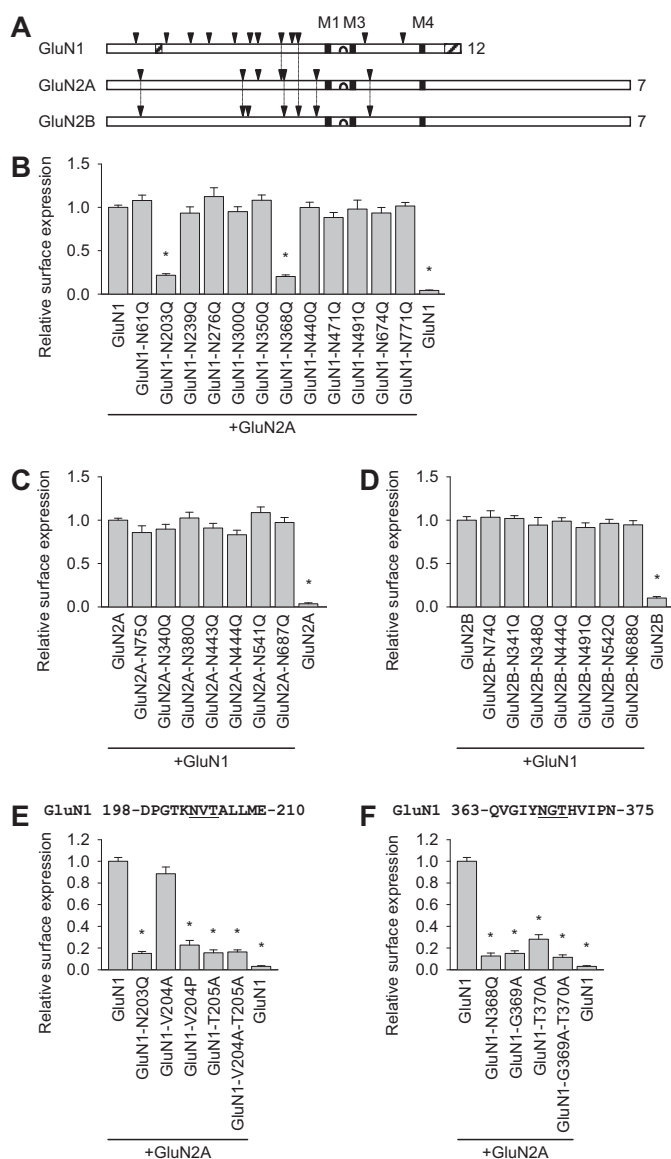 A
M1 M3 M4
GluN1 12
GluN2A 7
GluN2B 7
B
Relative surface expression
1.5
1.0
0.5
0.0
* * *
GluN1
GluN1-N61Q
GluN1-N203Q
GluN1-N239Q
GluN1-N276Q
GluN1-N300Q
GluN1-N350Q
GluN1-N368Q
GluN1-N440Q
GluN1-N471Q
GluN1-N491Q
GluN1-N674Q
GluN1-N771Q
GluN1
+GluN2A
C
Relative surface expression
1.5
1.0
0.5
0.0
*
GluN2A
GluN2A-N75Q
GluN2A-N340Q
GluN2A-N380Q
GluN2A-N443Q
GluN2A-N444Q
GluN2A-N541Q
GluN2A-N687Q
GluN2A
+GluN1
D
Relative surface expression
1.5
1.0
0.5
0.0
*
GluN2B
GluN2B-N74Q
GluN2B-N341Q
GluN2B-N348Q
GluN2B-N444Q
GluN2B-N491Q
GluN2B-N542Q
GluN2B-N688Q
GluN2B
+GluN1
E GluN1 198-DPGTKNVTALLME-210
Relative surface expression
1.2
1.0
0.8
0.6
0.4
0.2
0.0
* * * * *
GluN1
GluN1-N203Q
GluN1-V204A
GluN1-V204P
GluN1-T205A
GluN1-V204A-T205A
GluN1
+GluN2A
F GluN1 363-QVGIYNGTHVIPN-375
Relative surface expression
1.2
1.0
0.8
0.6
0.4
0.2
0.0
* * * * *
GluN1
GluN1-N368Q
GluN1-G369A
GluN1-T370A
GluN1-G369A-T370A
GluN1
+GluN2A